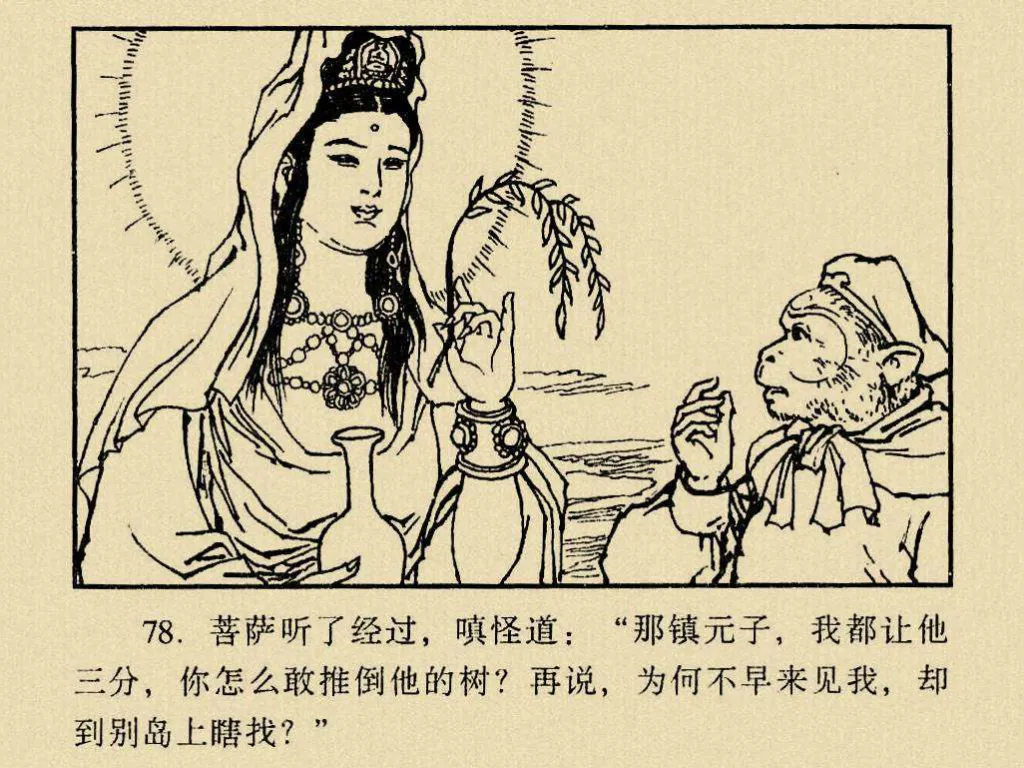 78. 菩萨听了经过，嗔怪道：“那镇元子，我都让他
三分，你怎么敢推倒他的树？再说，为何不早来见我，却
到别岛上瞎找？”